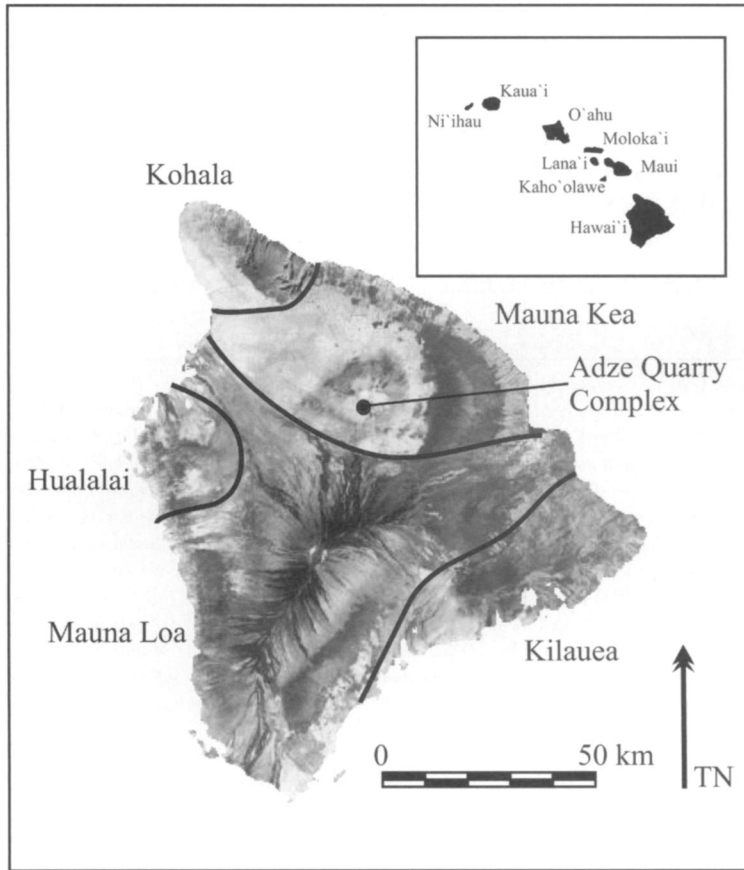 Kaua`i
Ni`ihau
O`ahu
Moloka`i
Lana`i
Maui
Kaho`olawe
Hawai`i
Kohala
Mauna Kea
Adze Quarry
Complex
Hualalai
Mauna Loa
Kilauea
0 50 km
TN